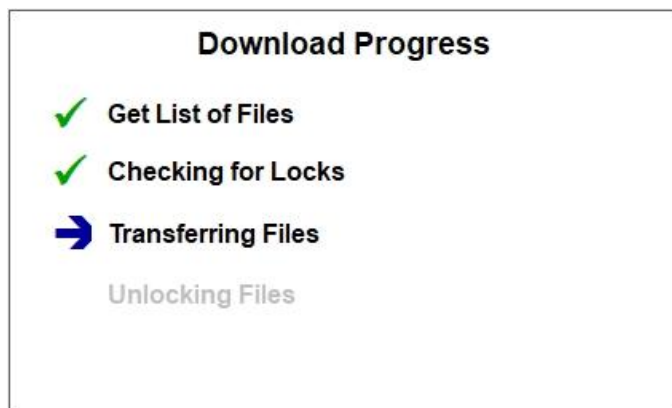 Download Progress
Get List of Files
Checking for Locks
Transferring Files
Unlocking Files